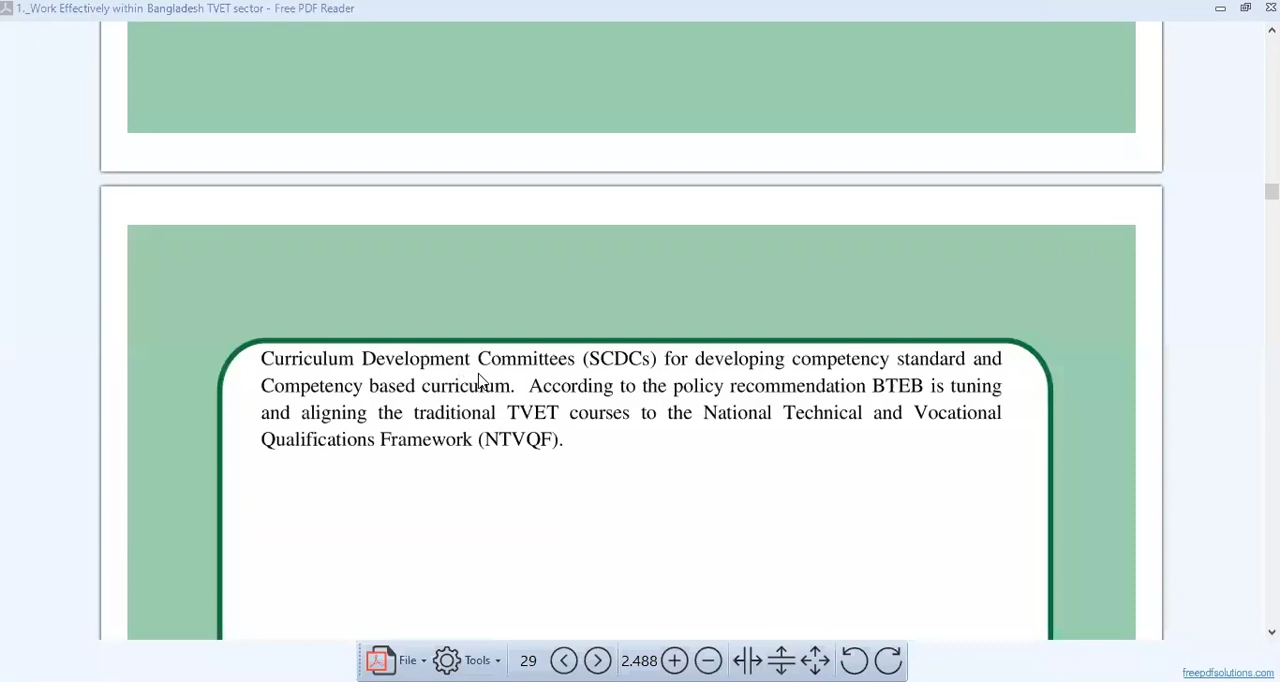 1._Work Effectively within Bangladesh TVET sector - Free PDF Reader
Curriculum Development Committees (SCDCs) for developing competency standard and
Competency based curriculum. According to the policy recommendation BTEB is tuning
and aligning the traditional TVET courses to the National Technical and Vocational
Qualifications Framework (NTVQF).
File Tools 29 2.488
freepdfsolutions.com